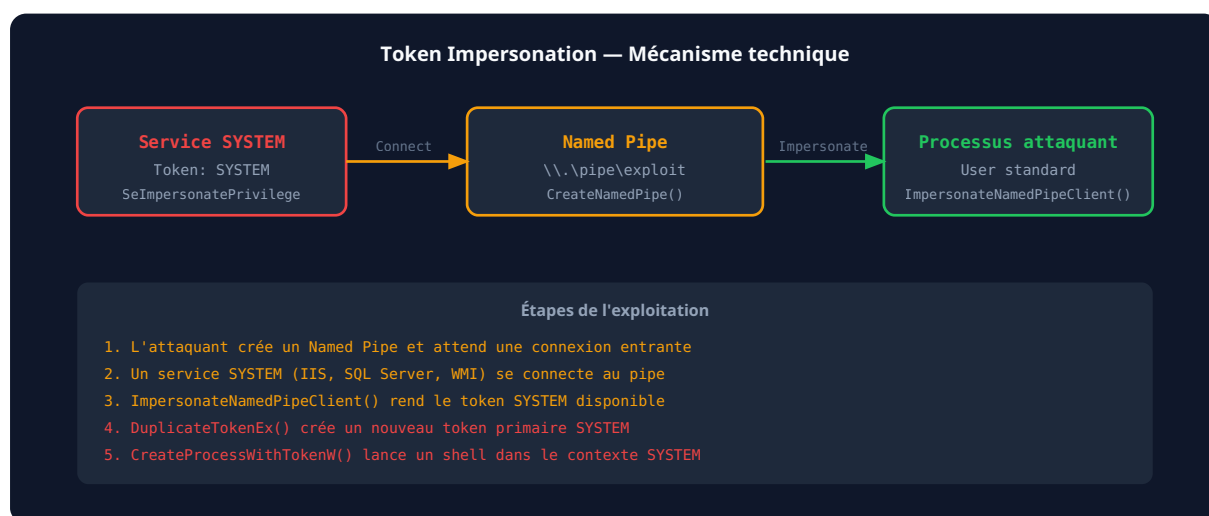 Token Impersonation — Mécanisme technique
Service SYSTEM
Token: SYSTEM
SeImpersonatePrivilege
Connect
Named Pipe
\\.\pipe\exploit
CreateNamedPipe()
Impersonate
Processus attaquant
User standard
ImpersonateNamedPipeClient()
Étapes de l'exploitation
1. L'attaquant crée un Named Pipe et attend une connexion entrante
2. Un service SYSTEM (IIS, SQL Server, WMI) se connecte au pipe
3. ImpersonateNamedPipeClient() rend le token SYSTEM disponible
4. DuplicateTokenEx() crée un nouveau token primaire SYSTEM
5. CreateProcessWithTokenW() lance un shell dans le contexte SYSTEM